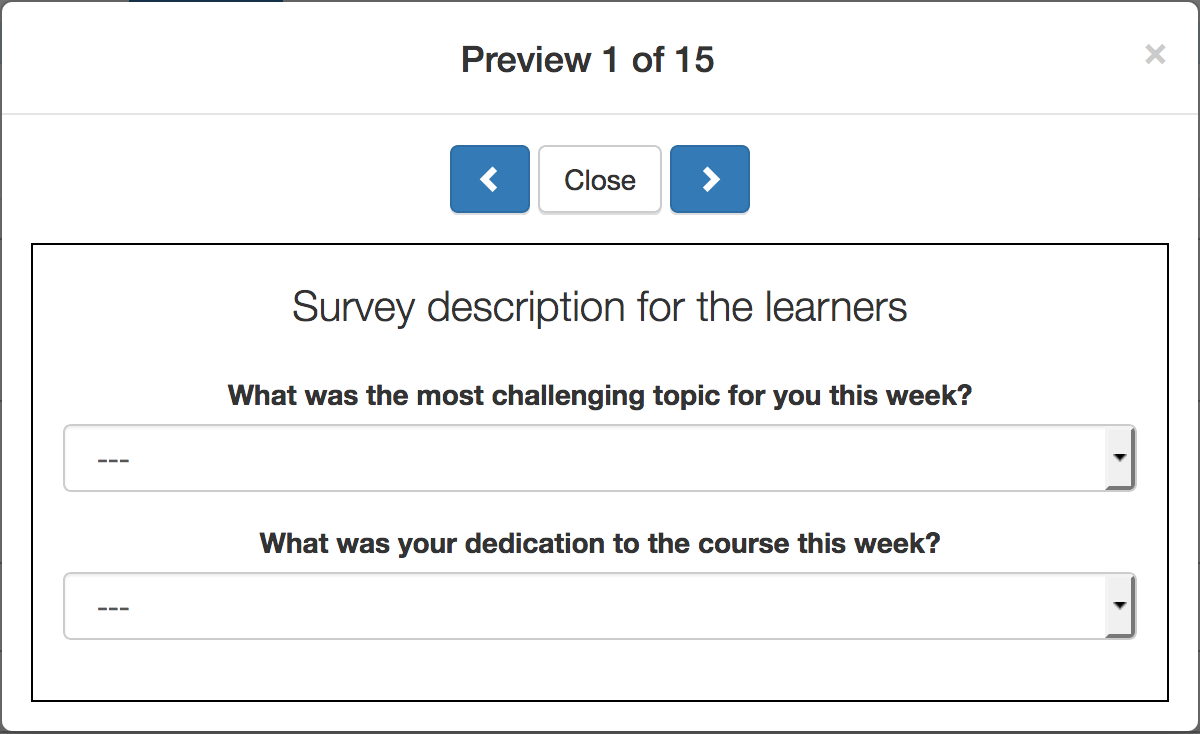 Preview 1 of 15
×
Close
Survey description for the learners
What was the most challenging topic for you this week?
---
What was your dedication to the course this week?
---